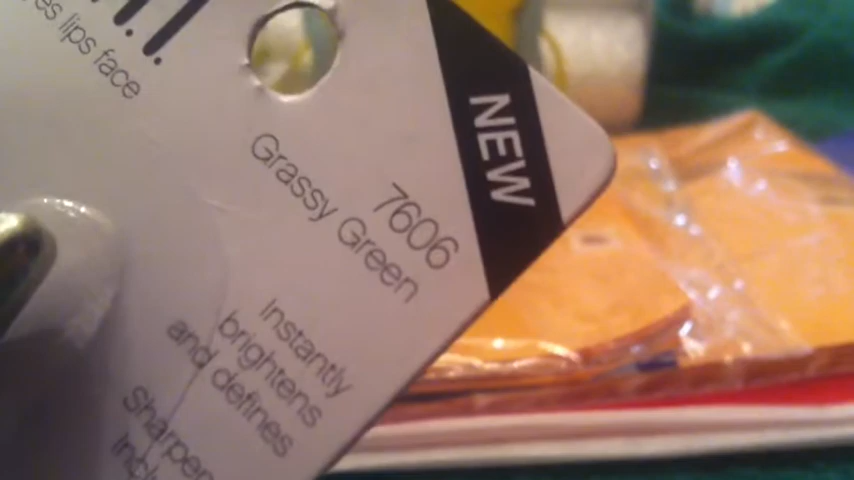 es lips face
NEW
7606
Grassy Green
Instantly
brightens
and defines